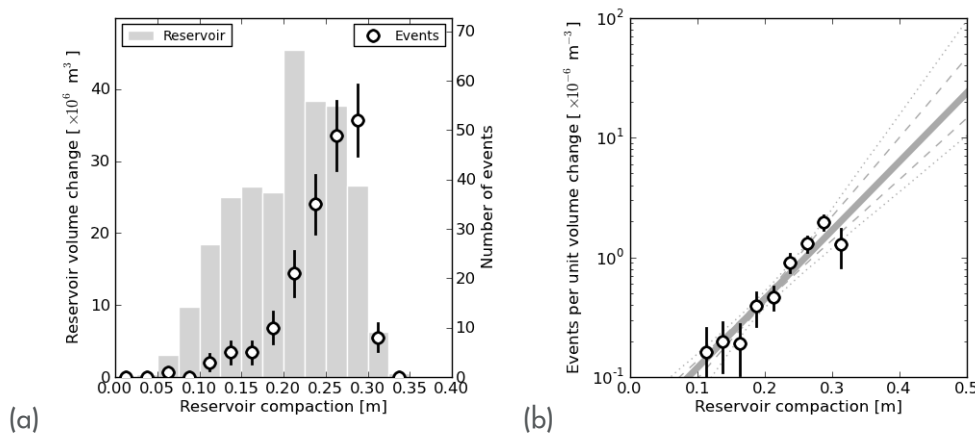 Reservoir
Events
Reservoir volume change [ ×10⁶ m³ ]
0
10
20
30
40
Number of events
0
10
20
30
40
50
60
70
0.00 0.05 0.10 0.15 0.20 0.25 0.30 0.35 0.40
Reservoir compaction [m]
(a)
Events per unit volume change [ ×10⁻⁶ m⁻³ ]
10²
10¹
10⁰
10⁻¹
0.0 0.1 0.2 0.3 0.4 0.5
Reservoir compaction [m]
(b)